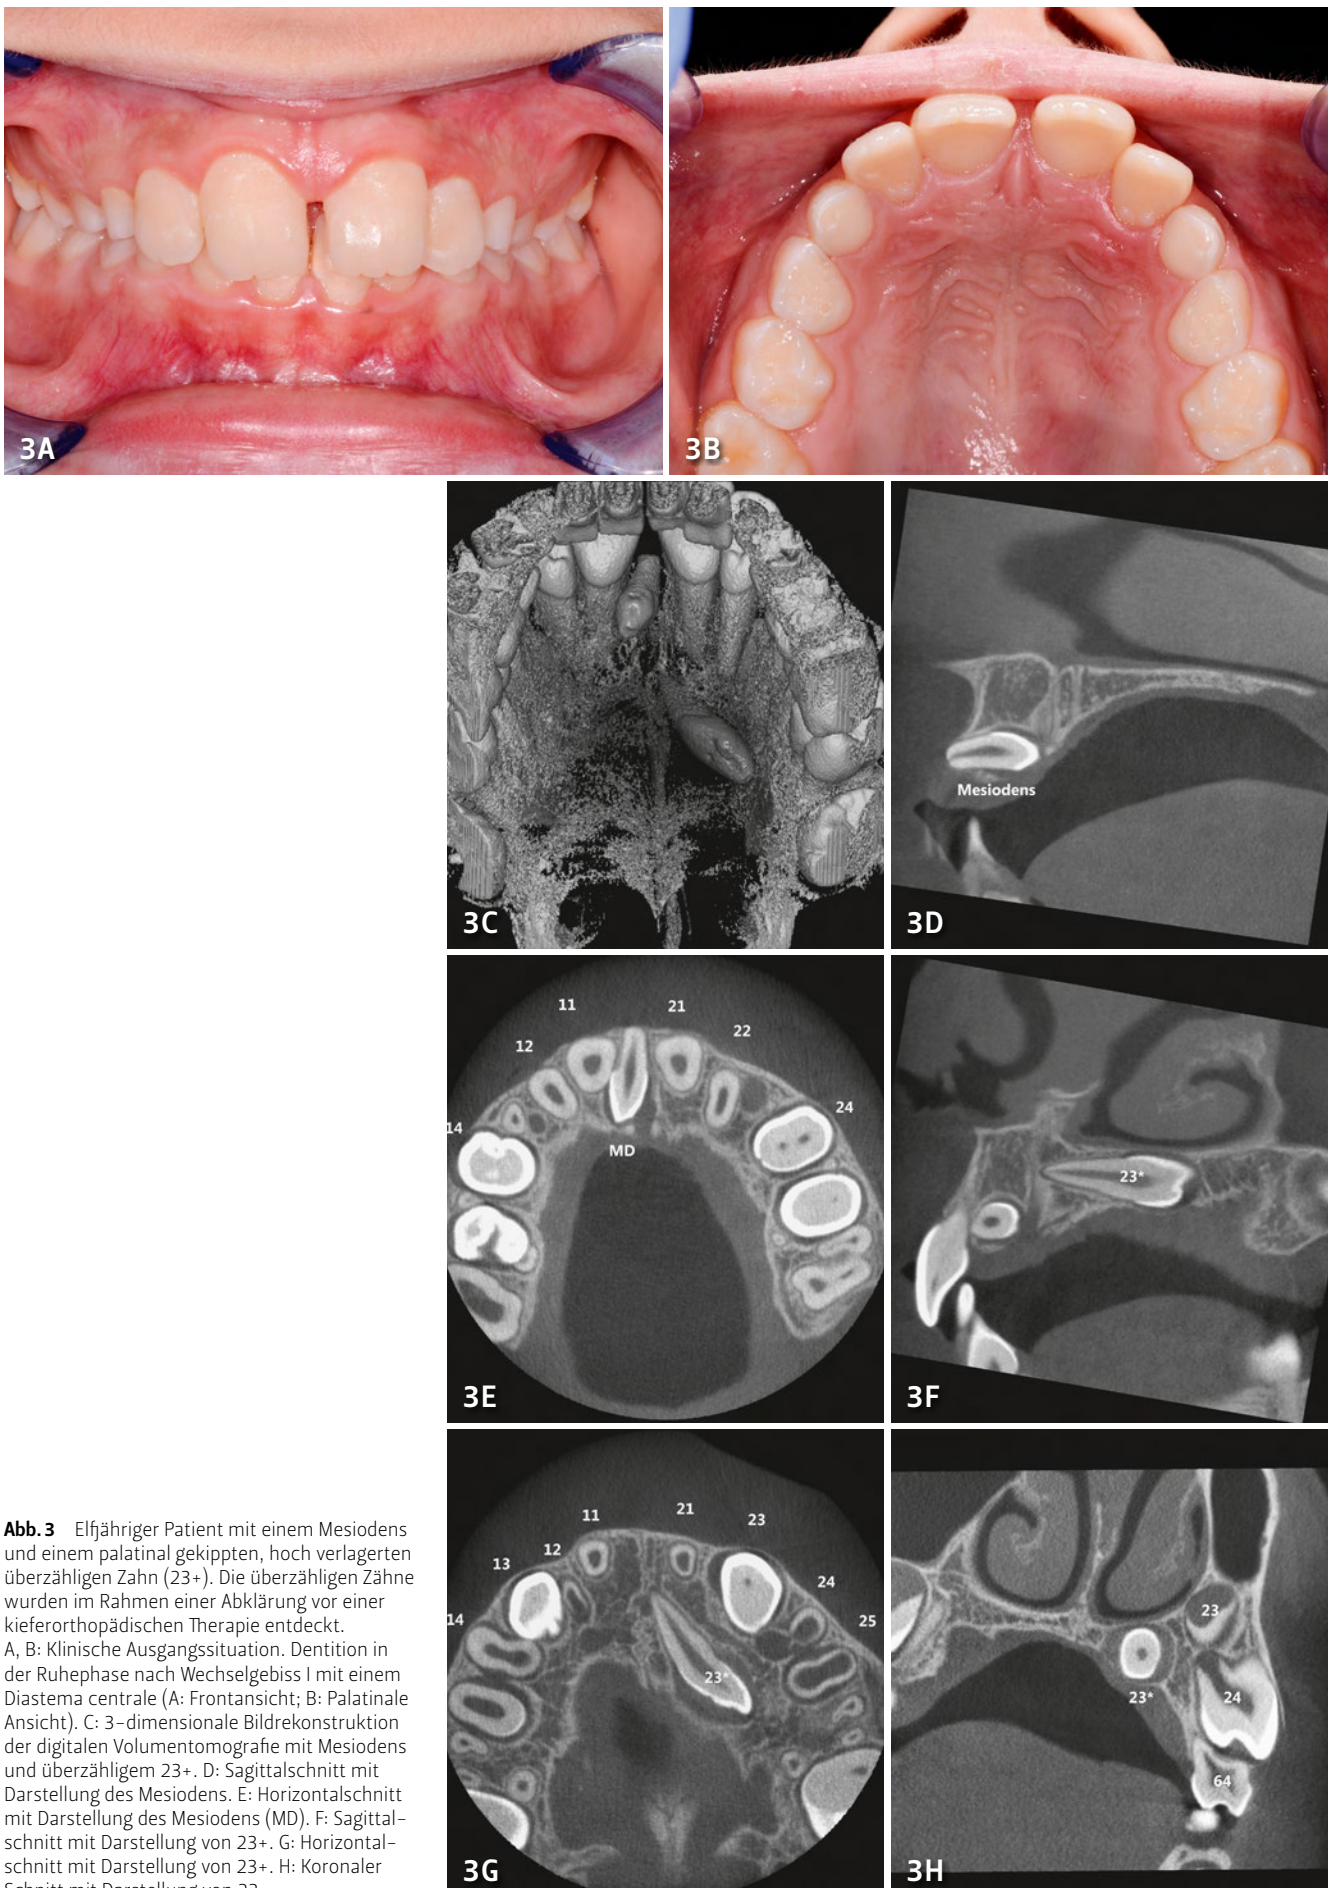 3A
3B
3C
Mesiodens
3D
11
21
22
12
24
14
MD
3E
23*
3F
11
21
23
13
12
24
14
25
23*
3G
23
23*
24
64
3H
Abb. 3 Elfjähriger Patient mit einem Mesiodens
und einem palatinal gekippten, hoch verlagerten
überzähligen Zahn (23+). Die überzähligen Zähne
wurden im Rahmen einer Abklärung vor einer
kieferorthopädischen Therapie entdeckt.
A, B: Klinische Ausgangssituation. Dentition in
der Ruhephase nach Wechselgebiss I mit einem
Diastema centrale (A: Frontansicht; B: Palatinale
Ansicht). C: 3-dimensionale Bildrekonstruktion
der digitalen Volumentomografie mit Mesiodens
und überzähligem 23+. D: Sagittalschnitt mit
Darstellung des Mesiodens. E: Horizontalschnitt
mit Darstellung des Mesiodens (MD). F: Sagittal-
schnitt mit Darstellung von 23+. G: Horizontal-
schnitt mit Darstellung von 23+. H: Koronaler